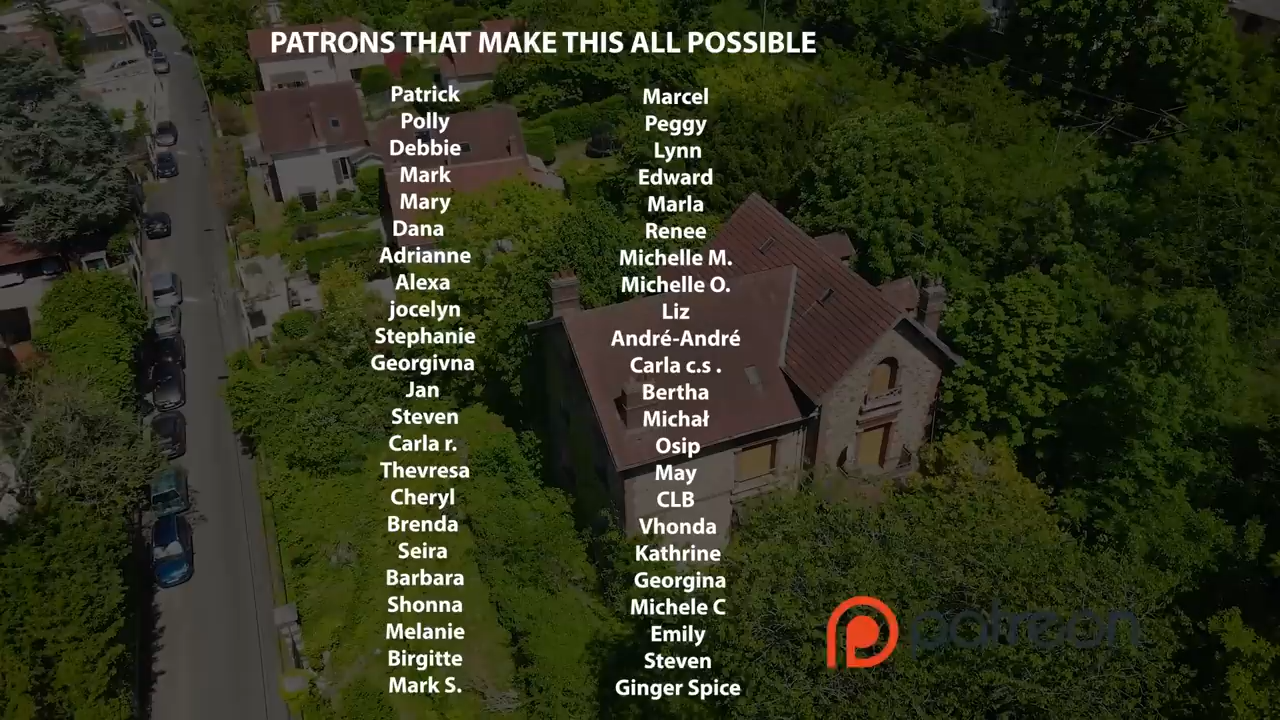 PATRONS THAT MAKE THIS ALL POSSIBLE
Patrick
Polly
Debbie
Mark
Mary
Dana
Adrianne
Alexa
jocelyn
Stephanie
Georgivna
Jan
Steven
Carla r.
Thevresa
Cheryl
Brenda
Seira
Barbara
Shonna
Melanie
Birgitte
Mark S.
Marcel
Peggy
Lynn
Edward
Marla
Renee
Michelle M.
Michelle O.
Liz
André-André
Carla c.s .
Bertha
Michał
Osip
May
CLB
Vhonda
Kathrine
Georgina
Michele C
Emily
Steven
Ginger Spice
patreon